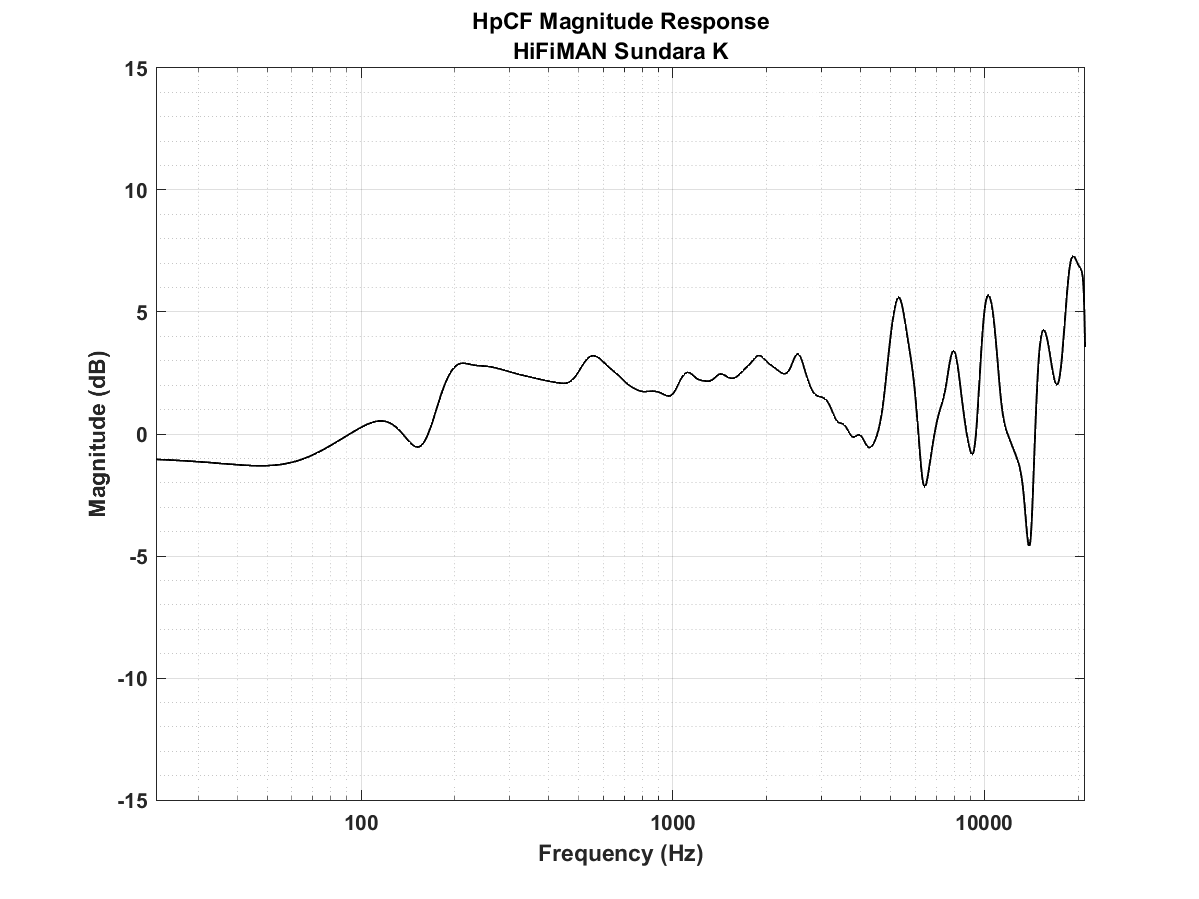 HpCF Magnitude Response
HiFiMAN Sundara K
15
10
5
0
-5
-10
-15
Magnitude (dB)
100 1000 10000
Frequency (Hz)